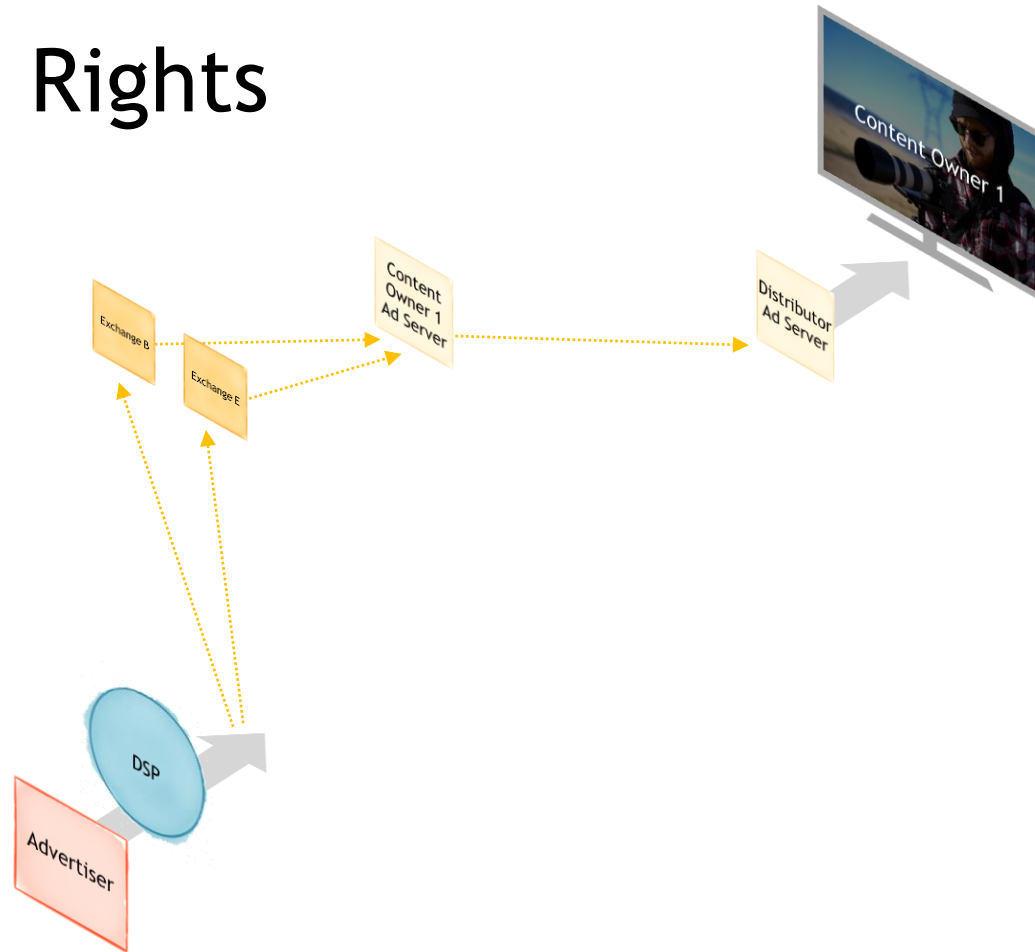 Rights
Content Owner 1
Content
Owner 1
Ad Server
Distributor
Ad Server
Exchange B
Exchange E
DSP
Advertiser